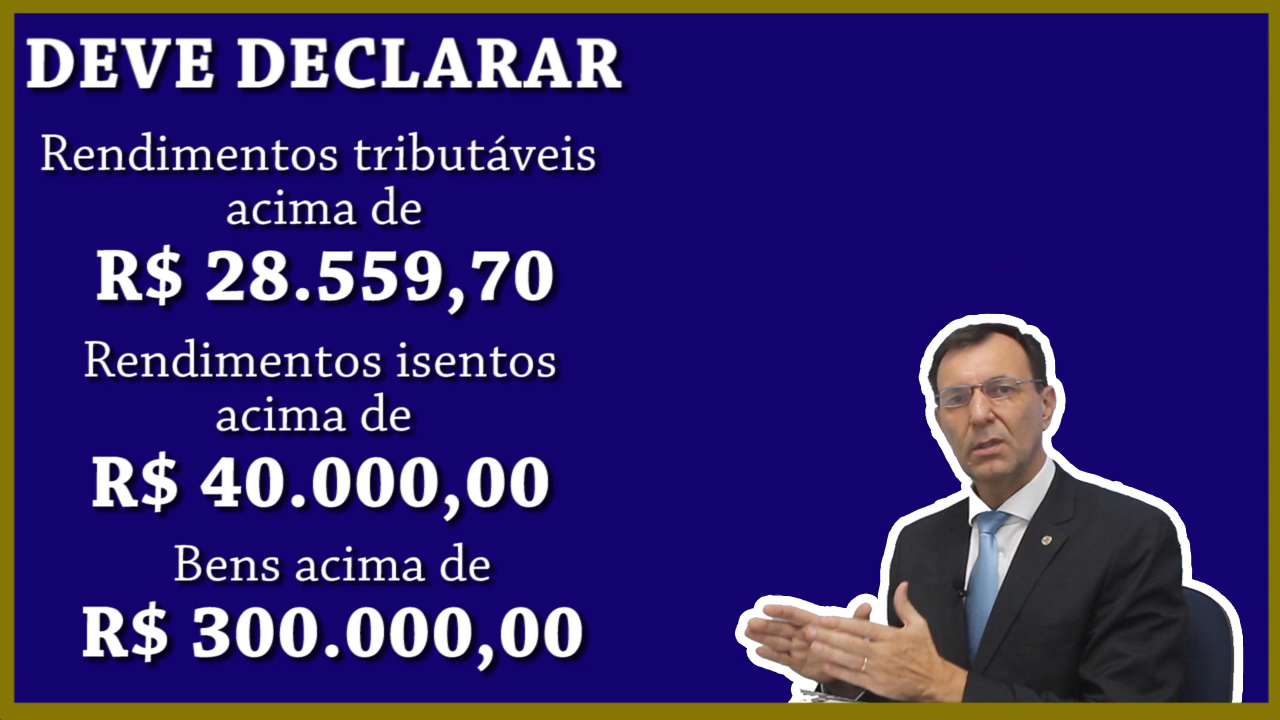 DEVE DECLARAR
Rendimentos tributáveis
acima de
R$ 28.559,70
Rendimentos isentos
acima de
R$ 40.000,00
Bens acima de
R$ 300.000,00